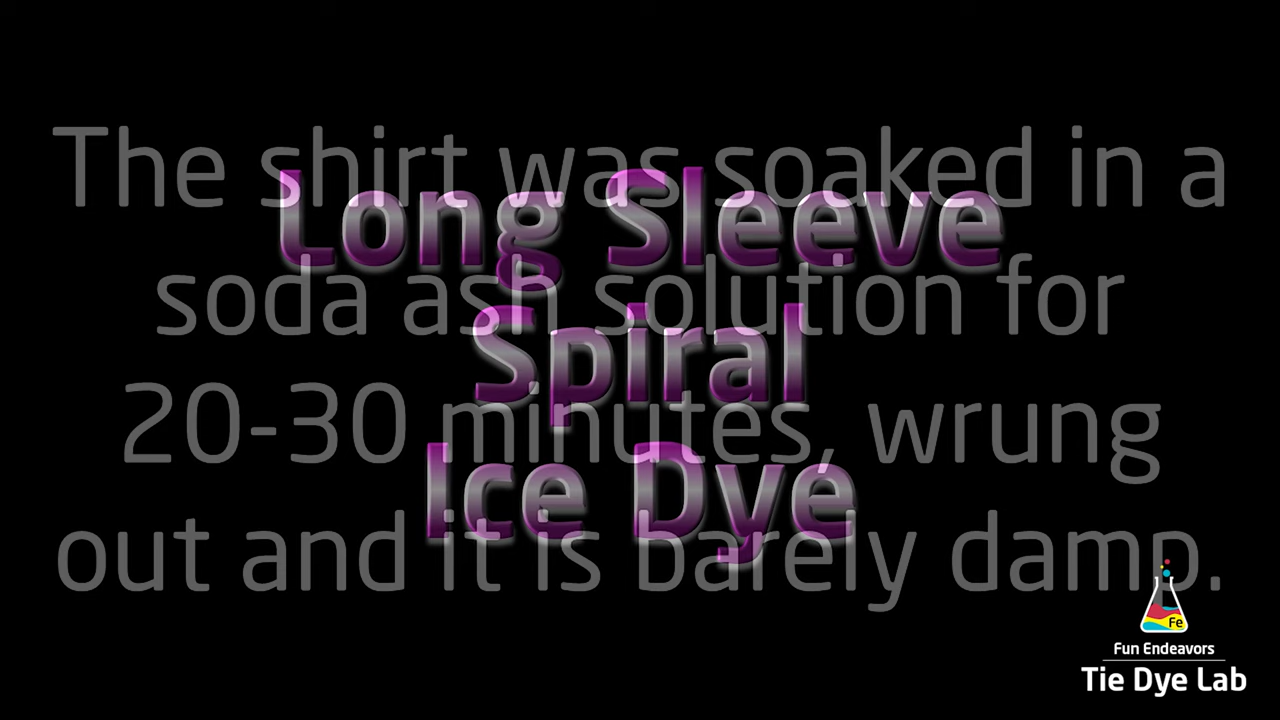 The shirt was soaked in a
soda ash solution for
20-30 minutes, wrung
out and it is barely damp.
Long Sleeve
Spiral
Ice Dye
Fe
Fun Endeavors
Tie Dye Lab